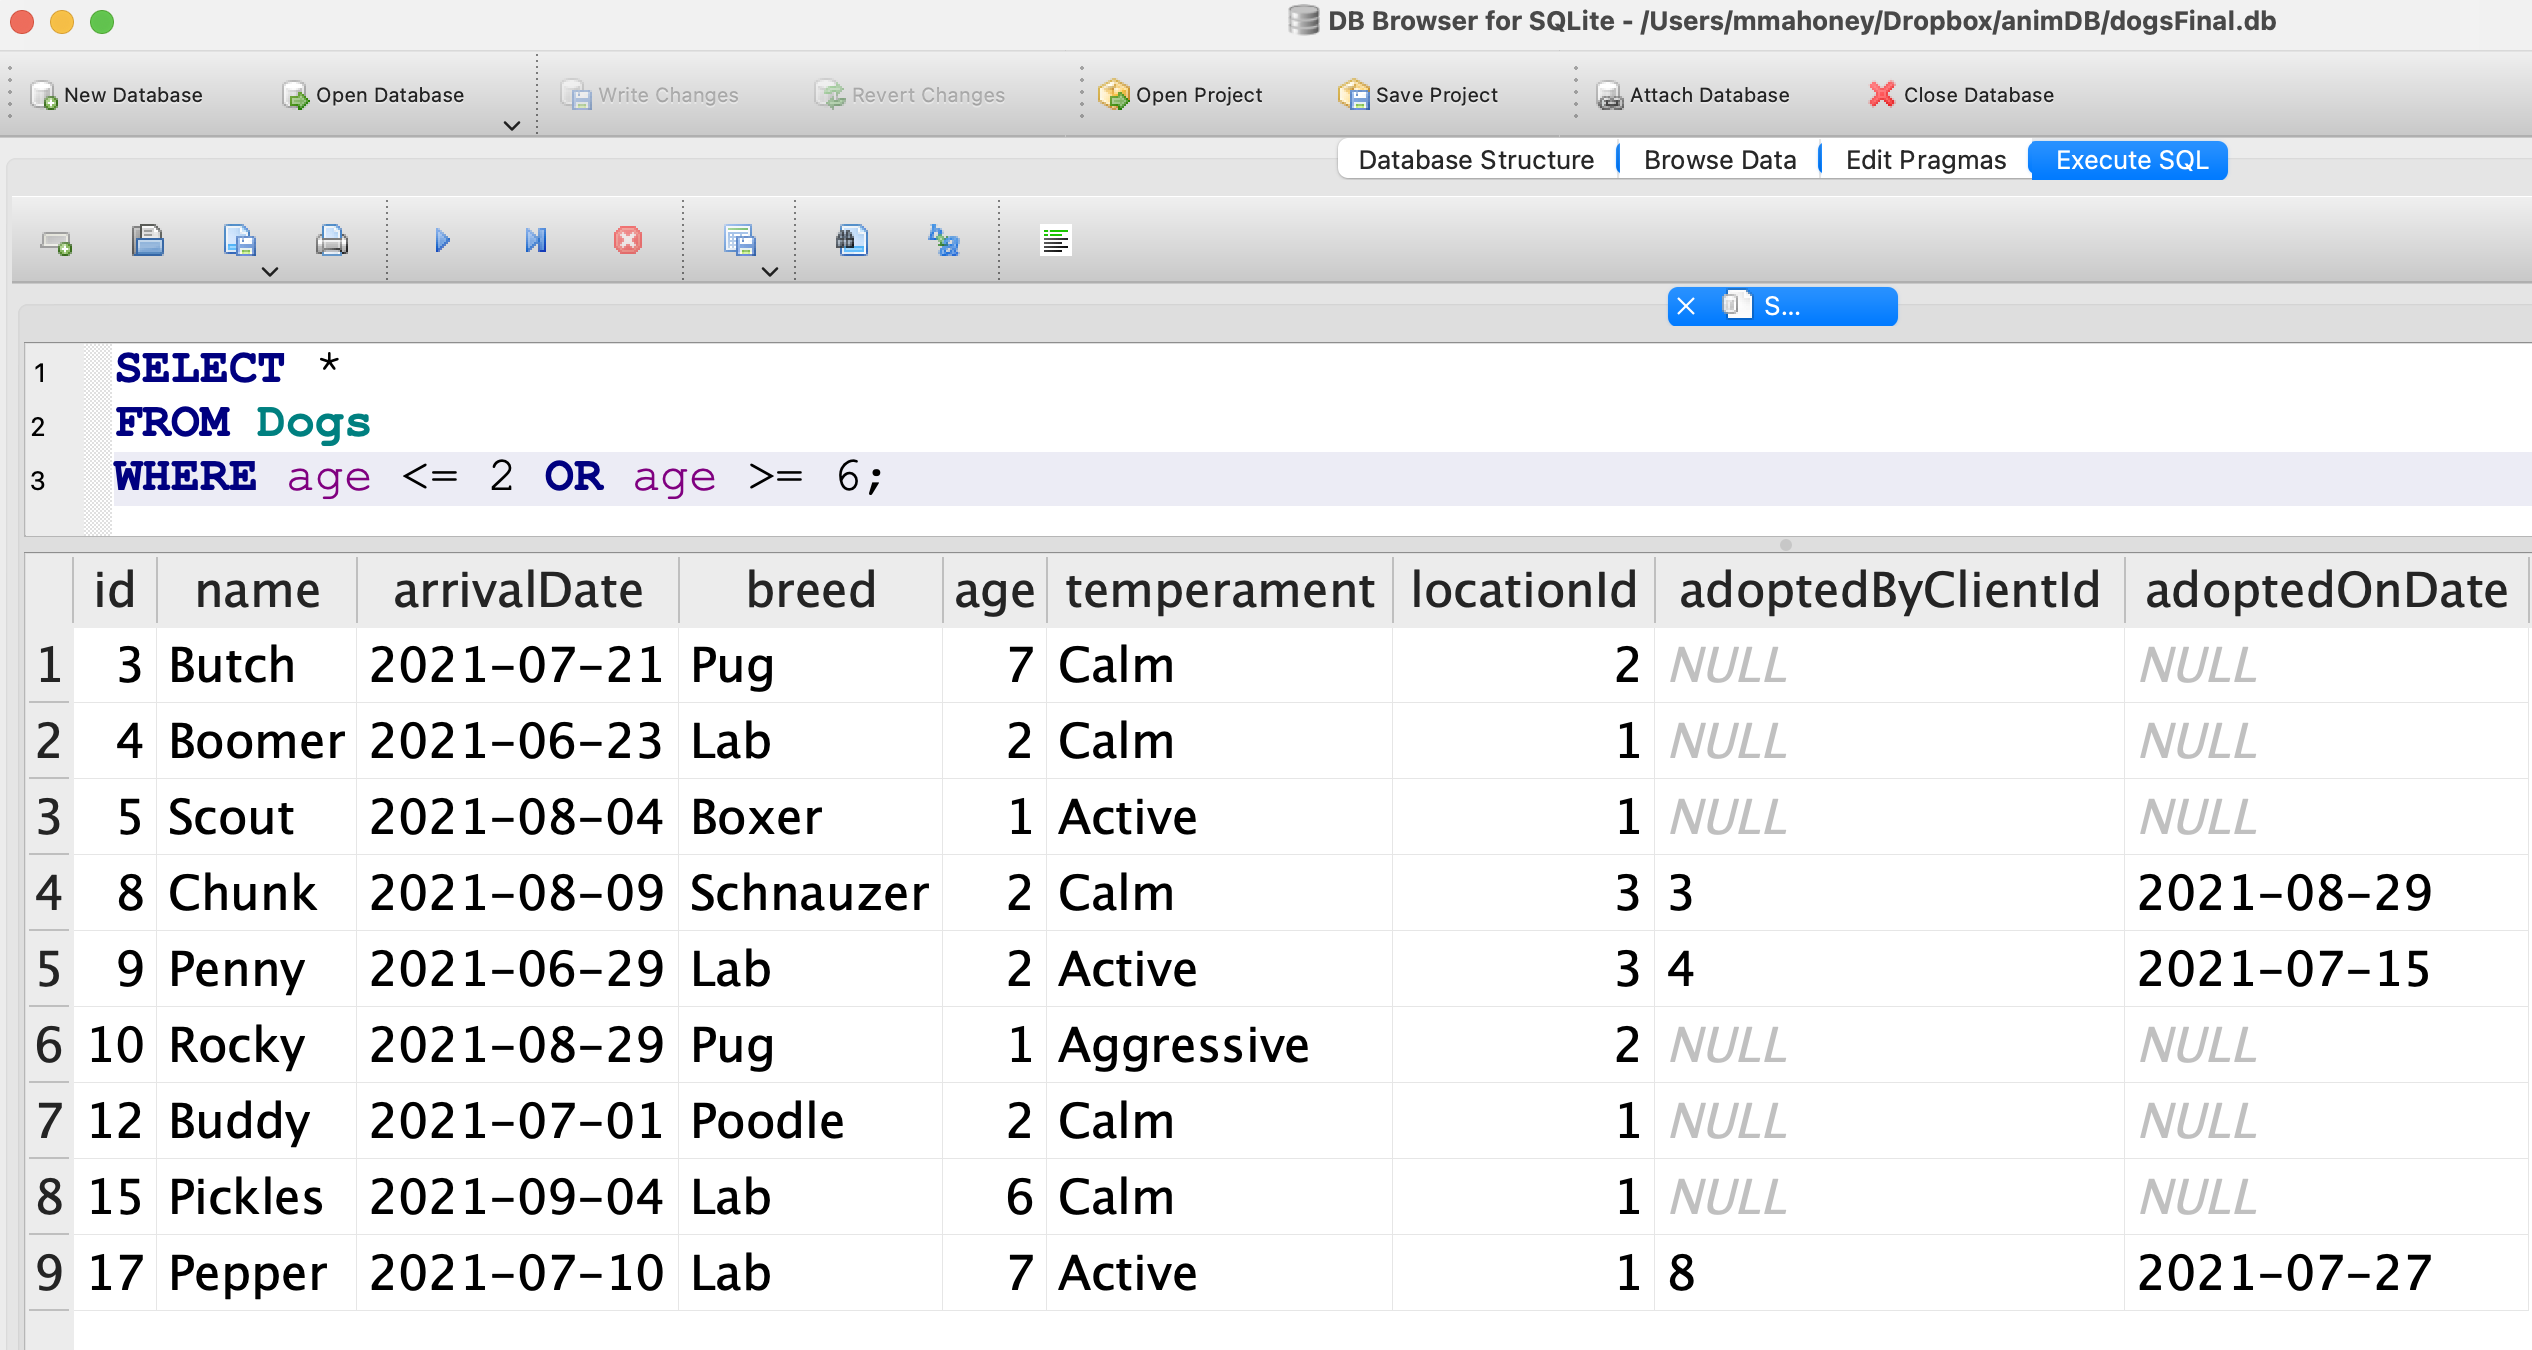 DB Browser for SQLite - /Users/mmahoney/Dropbox/animDB/dogsFinal.db
New Database Open Database Write Changes Revert Changes Open Project Save Project Attach Database Close Database
Database Structure Browse Data Edit Pragmas Execute SQL
S...
1 SELECT *
2 FROM Dogs
3 WHERE age <= 2 OR age >= 6;
id name arrivalDate breed age temperament locationId adoptedByClientId adoptedOnDate
1 3 Butch 2021-07-21 Pug 7 Calm 2 NULL NULL
2 4 Boomer 2021-06-23 Lab 2 Calm 1 NULL NULL
3 5 Scout 2021-08-04 Boxer 1 Active 1 NULL NULL
4 8 Chunk 2021-08-09 Schnauzer 2 Calm 3 3 2021-08-29
5 9 Penny 2021-06-29 Lab 2 Active 3 4 2021-07-15
6 10 Rocky 2021-08-29 Pug 1 Aggressive 2 NULL NULL
7 12 Buddy 2021-07-01 Poodle 2 Calm 1 NULL NULL
8 15 Pickles 2021-09-04 Lab 6 Calm 1 NULL NULL
9 17 Pepper 2021-07-10 Lab 7 Active 1 8 2021-07-27